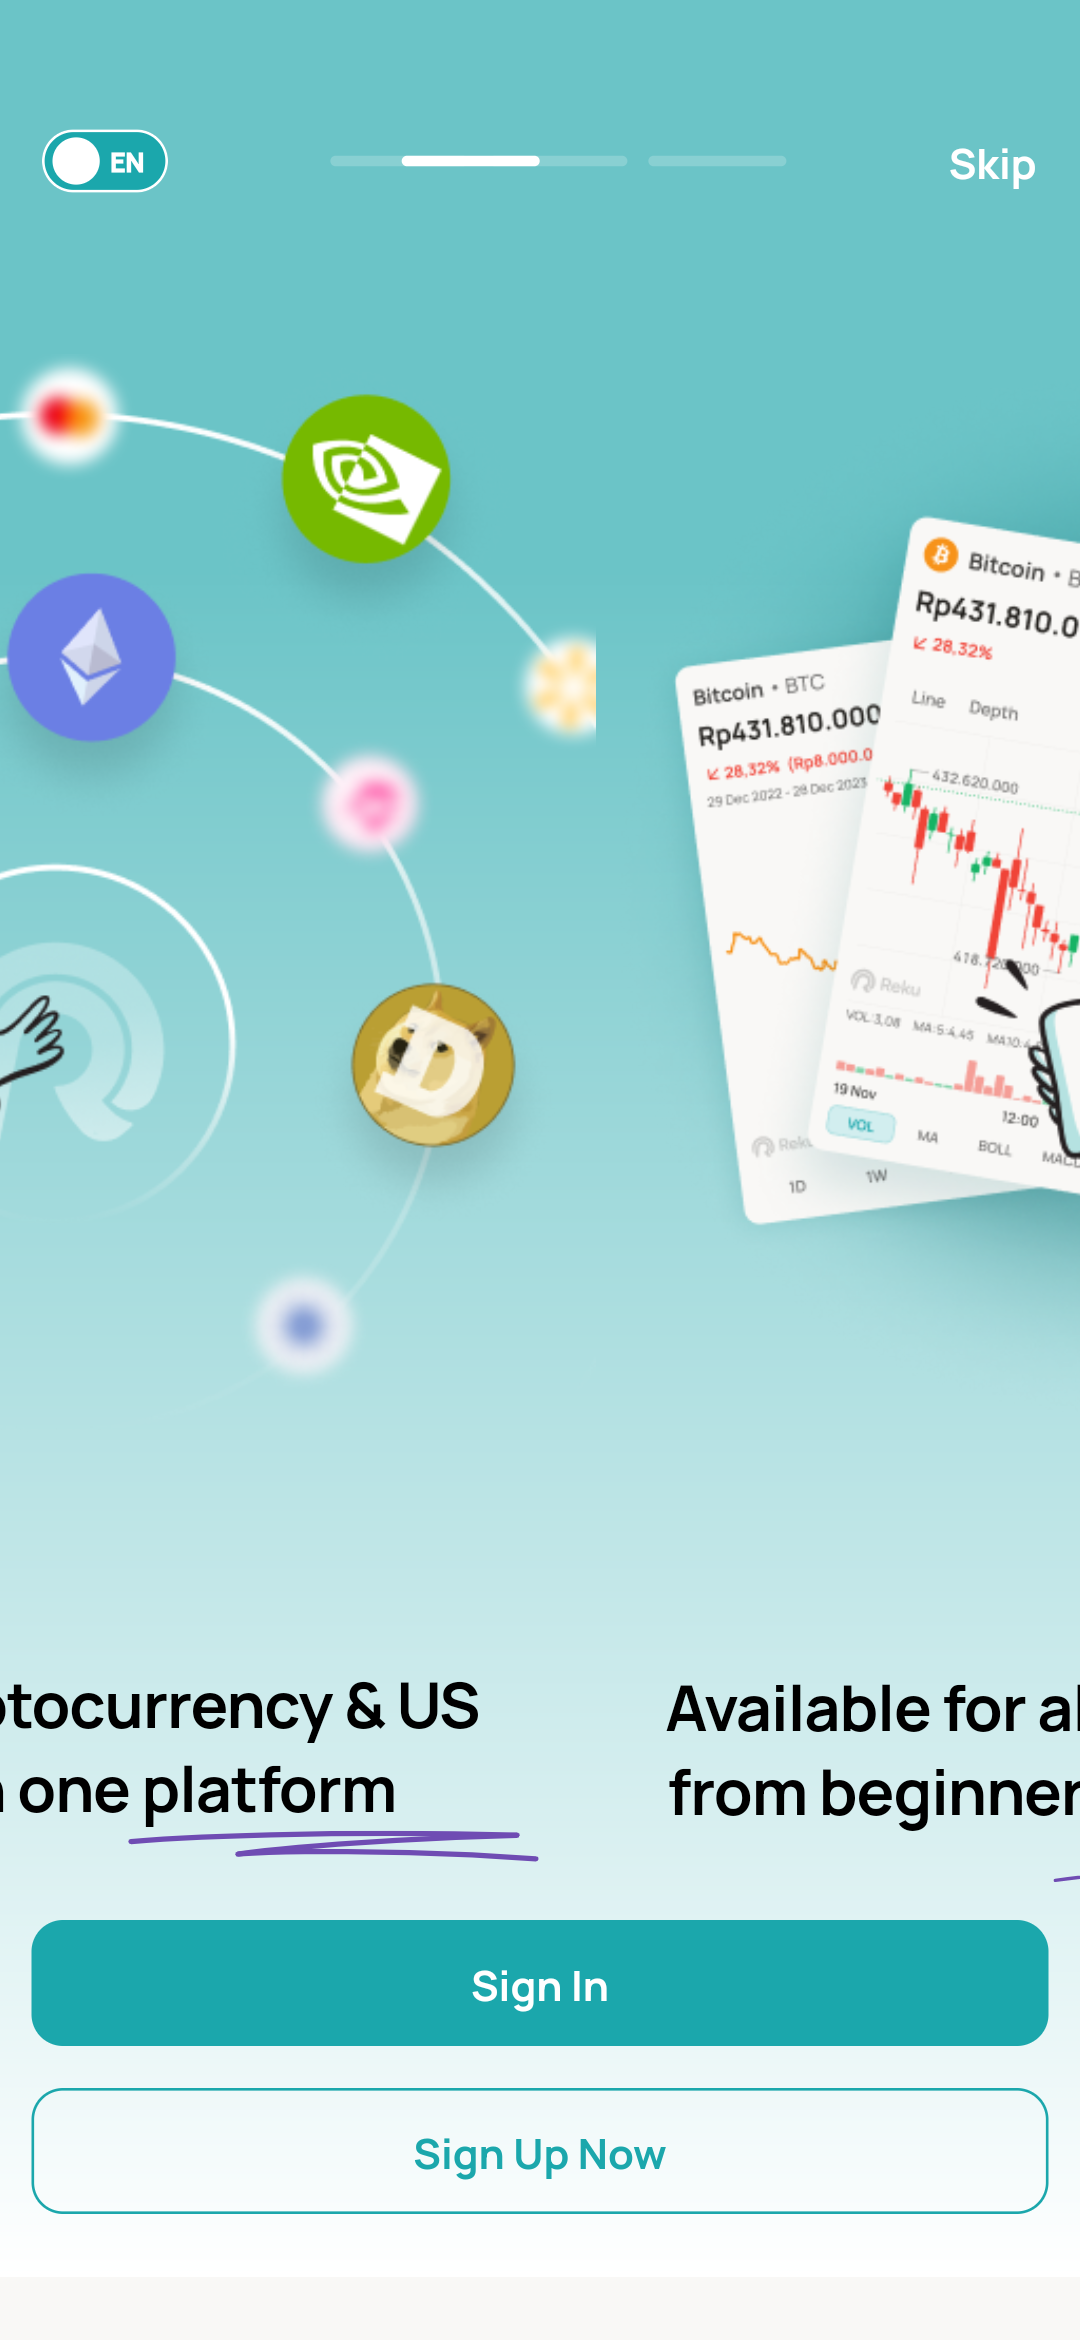 EN
Skip
Bitcoin • B
Rp431.810.0
28,32%
Line Depth
432.620.000
Reku
VOL:3,08 MA:5:4,45
19 Nov
12:00
VOL MA BOLL
Bitcoin • BTC
Rp431.810.000
28,32% (Rp8.000.0
29 Dec 2022 - 28 Dec 2023
1D 1W
ptocurrency & US
one platform
Available for al
from beginner
Sign In
Sign Up Now